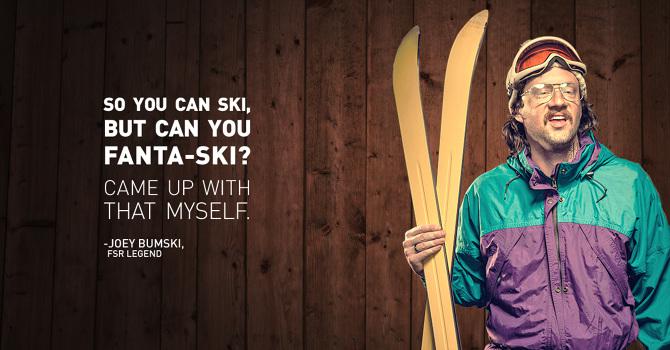 SO YOU CAN SKI,
BUT CAN YOU
FANTA-SKI?
CAME UP WITH
THAT MYSELF.
-JOEY BUMSKI,
FSR LEGEND